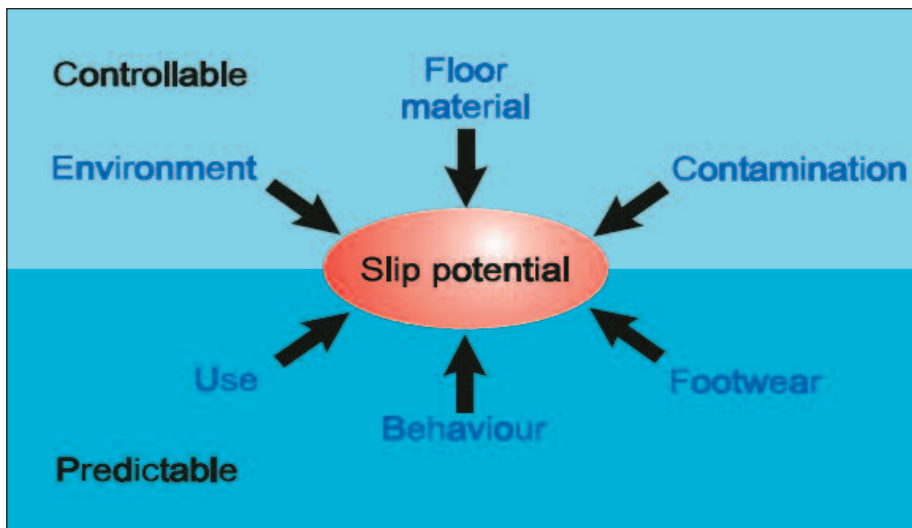 Controllable
Floor
material
Environment
Contamination
Slip potential
Use
Footwear
Behaviour
Predictable